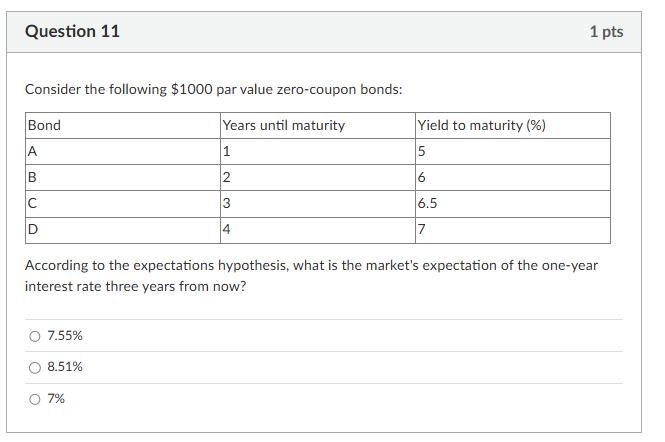 Question 11 1 pts
Consider the following $1000 par value zero-coupon bonds:
Bond Years until maturity Yield to maturity (%)
A 1 5
B 2 6
C 3 6.5
D 4 7
According to the expectations hypothesis, what is the market's expectation of the one-year
interest rate three years from now?
7.55%
8.51%
7%